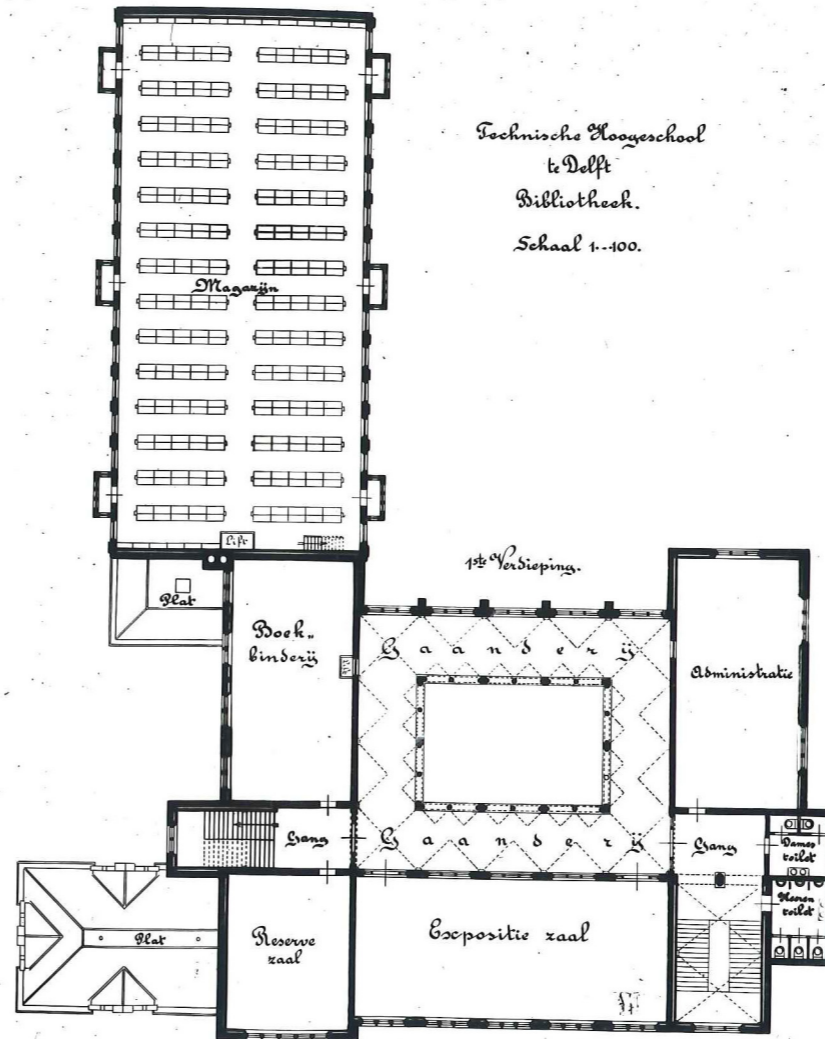 Technische Hoogeschool
te Delft
Bibliotheek.
Schaal 1--100.
Magazijn
Lift
1ste Verdieping.
Plat
Boek„
binderij
Gaanderij
Administratie
Gang
Gaanderij
Gang
Dames
toilet
Heeren
toilet
Plat
Reserve
zaal
Expositie zaal